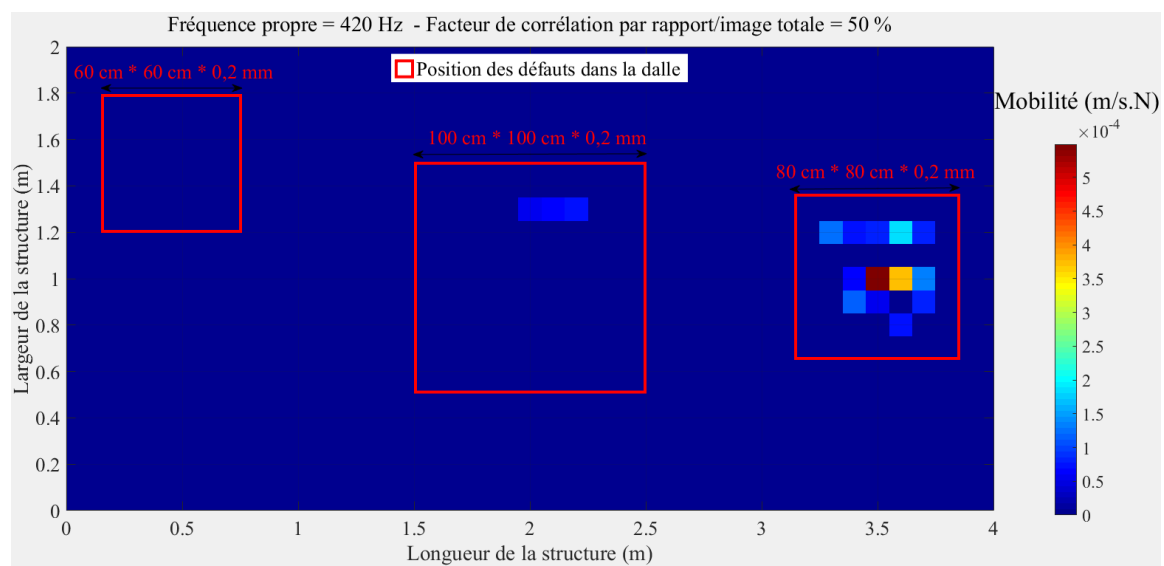 Fréquence propre = 420 Hz - Facteur de corrélation par rapport/image totale = 50 %
Position des défauts dans la dalle
60 cm * 60 cm * 0,2 mm
100 cm * 100 cm * 0,2 mm
80 cm * 80 cm * 0,2 mm
Largeur de la structure (m)
2
1.8
1.6
1.4
1.2
1
0.8
0.6
0.4
0.2
0
0 0.5 1 1.5 2 2.5 3 3.5 4
Longueur de la structure (m)
Mobilité (m/s.N)
×10-4
5
4.5
4
3.5
3
2.5
2
1.5
1
0.5
0